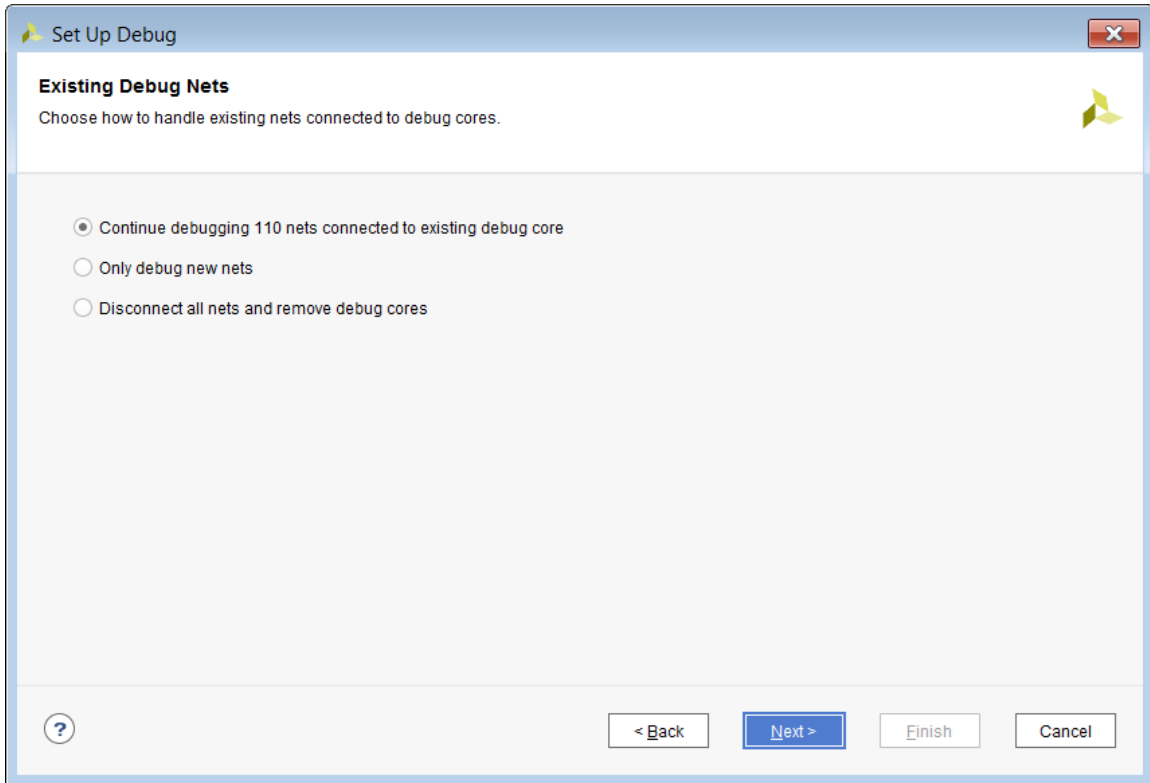 Set Up Debug
Existing Debug Nets
Choose how to handle existing nets connected to debug cores.
Continue debugging 110 nets connected to existing debug core
Only debug new nets
Disconnect all nets and remove debug cores
?
< Back
Next >
Finish
Cancel